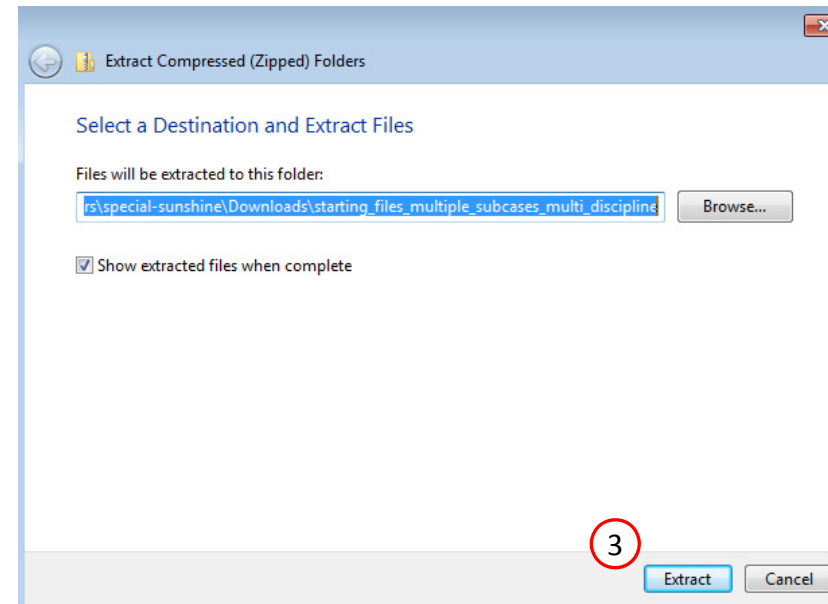 Extract Compressed (Zipped) Folders
Select a Destination and Extract Files
Files will be extracted to this folder:
rs\special-sunshine\Downloads\starting_files_multiple_subcases_multi_discipline
Browse...
Show extracted files when complete
3
Extract
Cancel